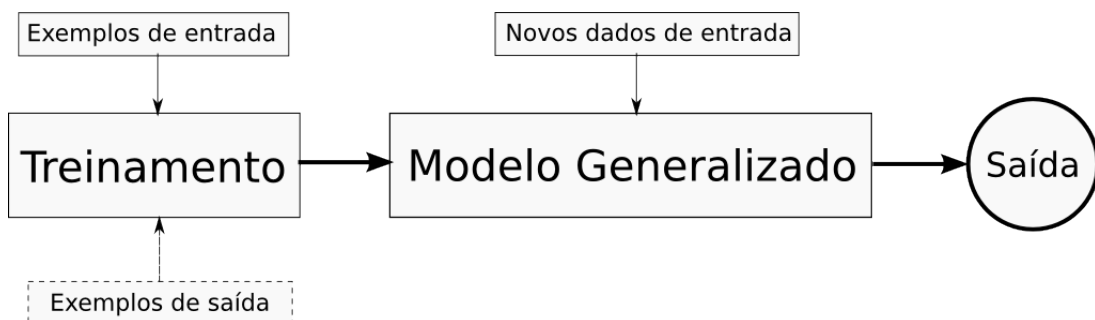 Exemplos de entrada
Novos dados de entrada
Treinamento
Modelo Generalizado
Saída
Exemplos de saída